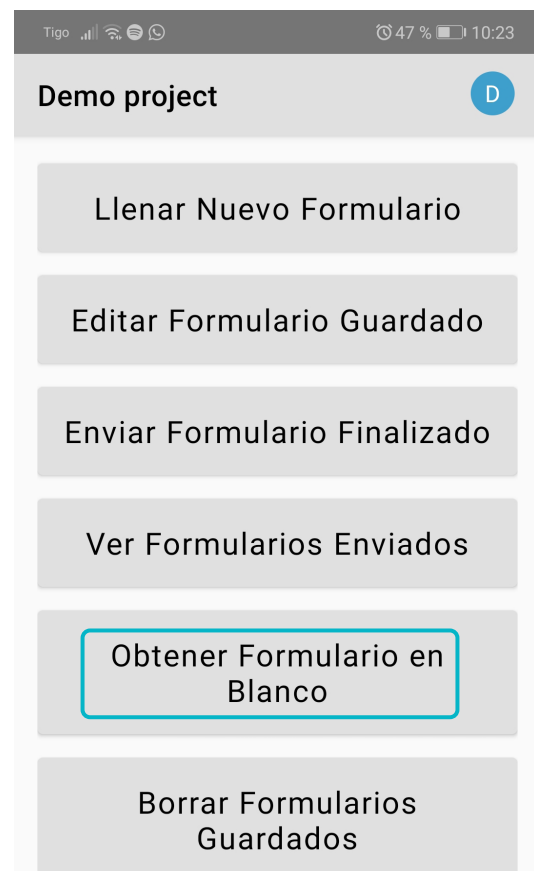 Tigo 47 % 10:23
Demo project D
Llenar Nuevo Formulario
Editar Formulario Guardado
Enviar Formulario Finalizado
Ver Formularios Enviados
Obtener Formulario en
Blanco
Borrar Formularios
Guardados